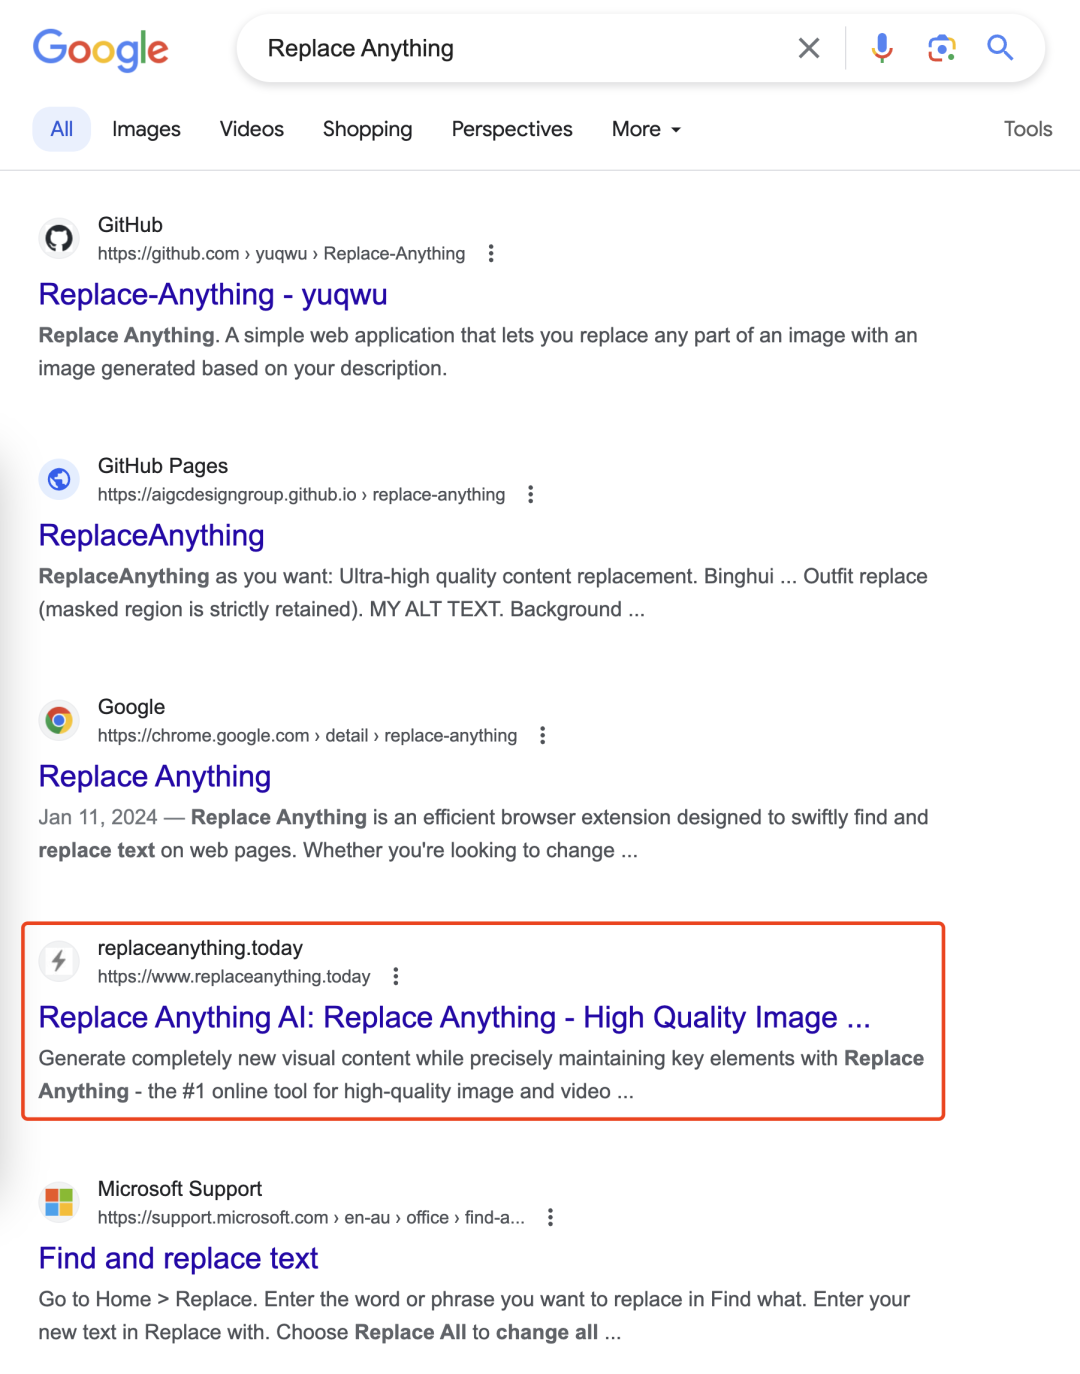 Google
Replace Anything
All Images Videos Shopping Perspectives More Tools
GitHub
https://github.com › yuqwu › Replace-Anything
Replace-Anything - yuqwu
Replace Anything. A simple web application that lets you replace any part of an image with an
image generated based on your description.
GitHub Pages
https://aigcdesigngroup.github.io › replace-anything
ReplaceAnything
ReplaceAnything as you want: Ultra-high quality content replacement. Binghui ... Outfit replace
(masked region is strictly retained). MY ALT TEXT. Background ...
Google
https://chrome.google.com › detail › replace-anything
Replace Anything
Jan 11, 2024 — Replace Anything is an efficient browser extension designed to swiftly find and
replace text on web pages. Whether you're looking to change ...
replaceanything.today
https://www.replaceanything.today
Replace Anything AI: Replace Anything - High Quality Image ...
Generate completely new visual content while precisely maintaining key elements with Replace
Anything - the #1 online tool for high-quality image and video ...
Microsoft Support
https://support.microsoft.com › en-au › office › find-a...
Find and replace text
Go to Home > Replace. Enter the word or phrase you want to replace in Find what. Enter your
new text in Replace with. Choose Replace All to change all ...